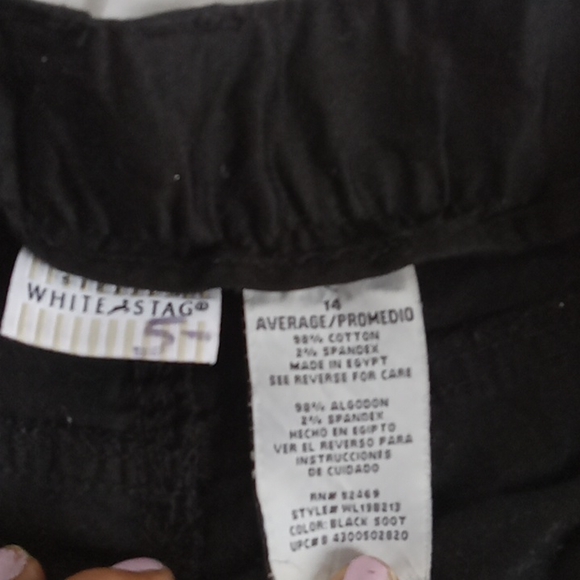 WHITE STAG®
5-
14
AVERAGE/PROMEDIO
98% COTTON
2% SPANDEX
MADE IN EGYPT
SEE REVERSE FOR CARE
98% ALGODON
2% SPANDEX
HECHO EN EGIPTO
VER EL REVERSO PARA
INSTRUCCIONES
DE CUIDADO
RN# 52469
STYLE# WL19B213
COLOR: BLACK SOOT
UPC# 8 4300502820